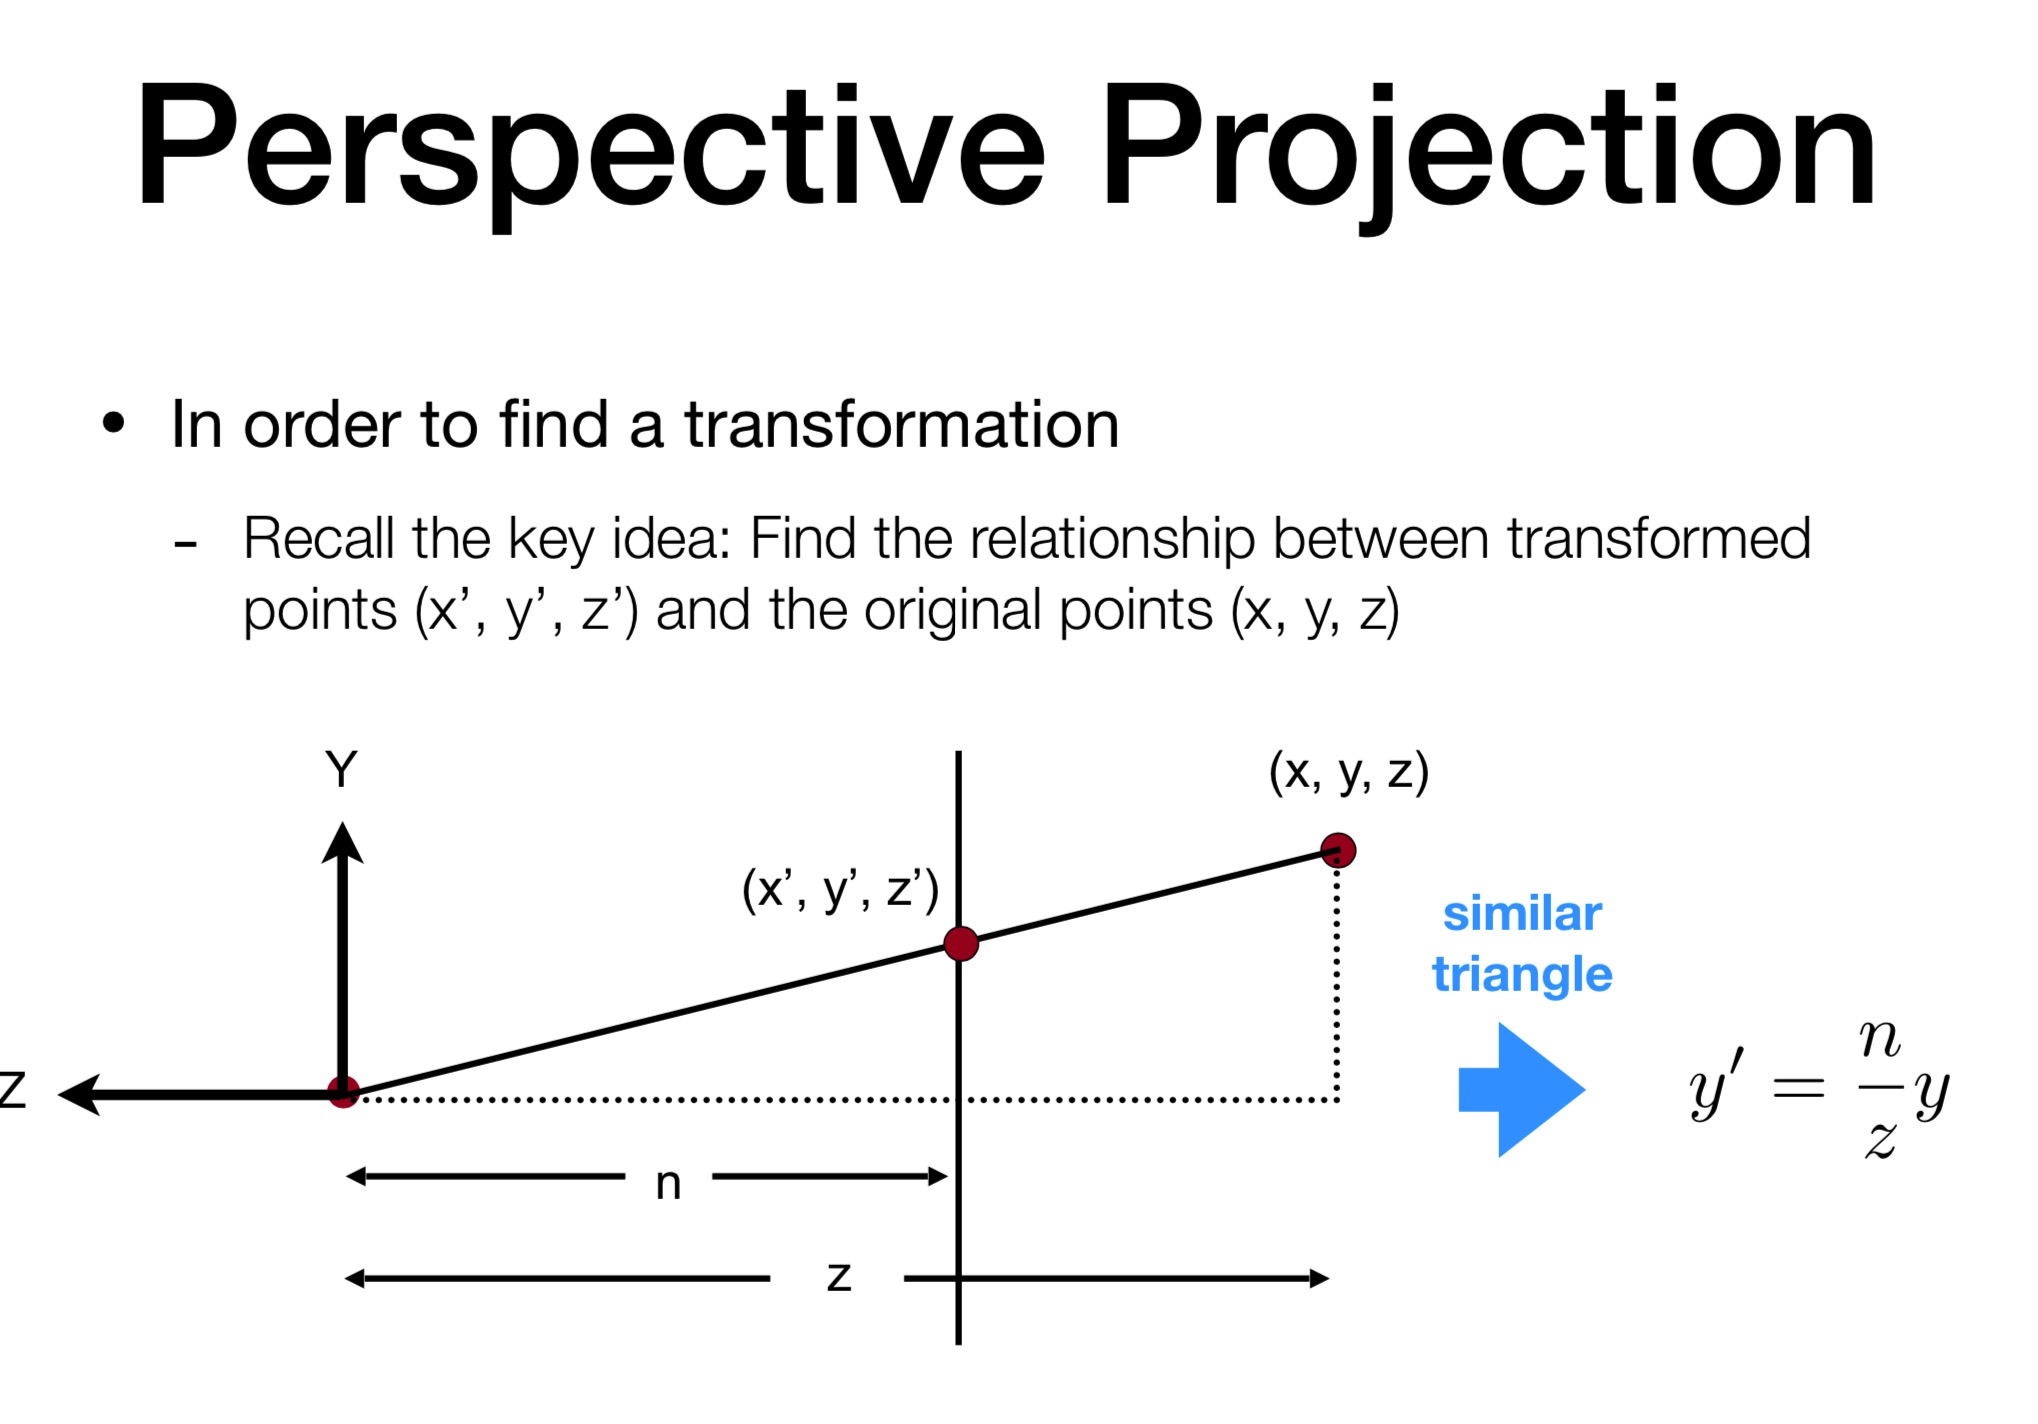 Perspective Projection
• In order to find a transformation
- Recall the key idea: Find the relationship between transformed
points (x’, y’, z’) and the original points (x, y, z)
Y
(x, y, z)
(x’, y’, z’)
similar
triangle
Z
y′ = n/z y
n
z